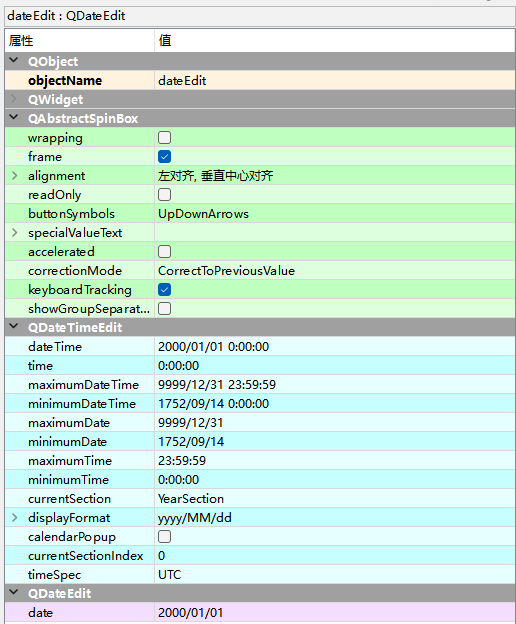 dateEdit : QDateEdit
属性 值
QObject
objectName dateEdit
QWidget
QAbstractSpinBox
wrapping
frame
alignment 左对齐, 垂直中心对齐
readOnly
buttonSymbols UpDownArrows
specialValueText
accelerated
correctionMode CorrectToPreviousValue
keyboardTracking
showGroupSeparat...
QDateTimeEdit
dateTime 2000/01/01 0:00:00
time 0:00:00
maximumDateTime 9999/12/31 23:59:59
minimumDateTime 1752/09/14 0:00:00
maximumDate 9999/12/31
minimumDate 1752/09/14
maximumTime 23:59:59
minimumTime 0:00:00
currentSection YearSection
displayFormat yyyy/MM/dd
calendarPopup
currentSectionIndex 0
timeSpec UTC
QDateEdit
date 2000/01/01